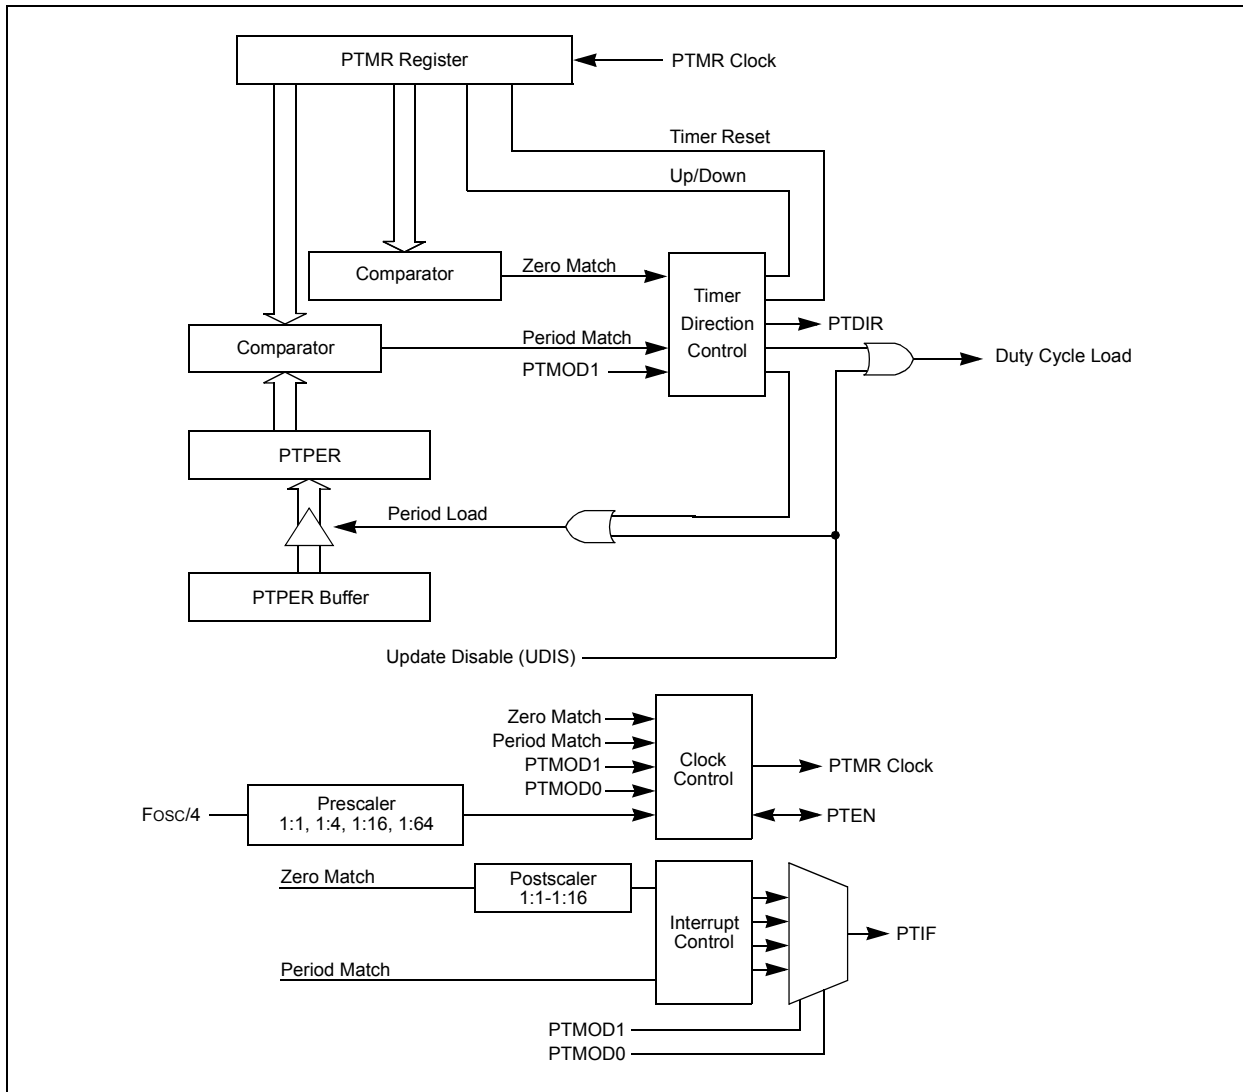 PTMR Register
PTMR Clock
Timer Reset
Up/Down
Comparator
Zero Match
Timer
Direction
Control
PTDIR
Comparator
Period Match
PTMOD1
Duty Cycle Load
PTPER
Period Load
PTPER Buffer
Update Disable (UDIS)
Zero Match
Period Match
PTMOD1
PTMOD0
Clock
Control
PTMR Clock
PTEN
FOSC/4
Prescaler
1:1, 1:4, 1:16, 1:64
Zero Match
Postscaler
1:1-1:16
Interrupt
Control
PTIF
Period Match
PTMOD1
PTMOD0